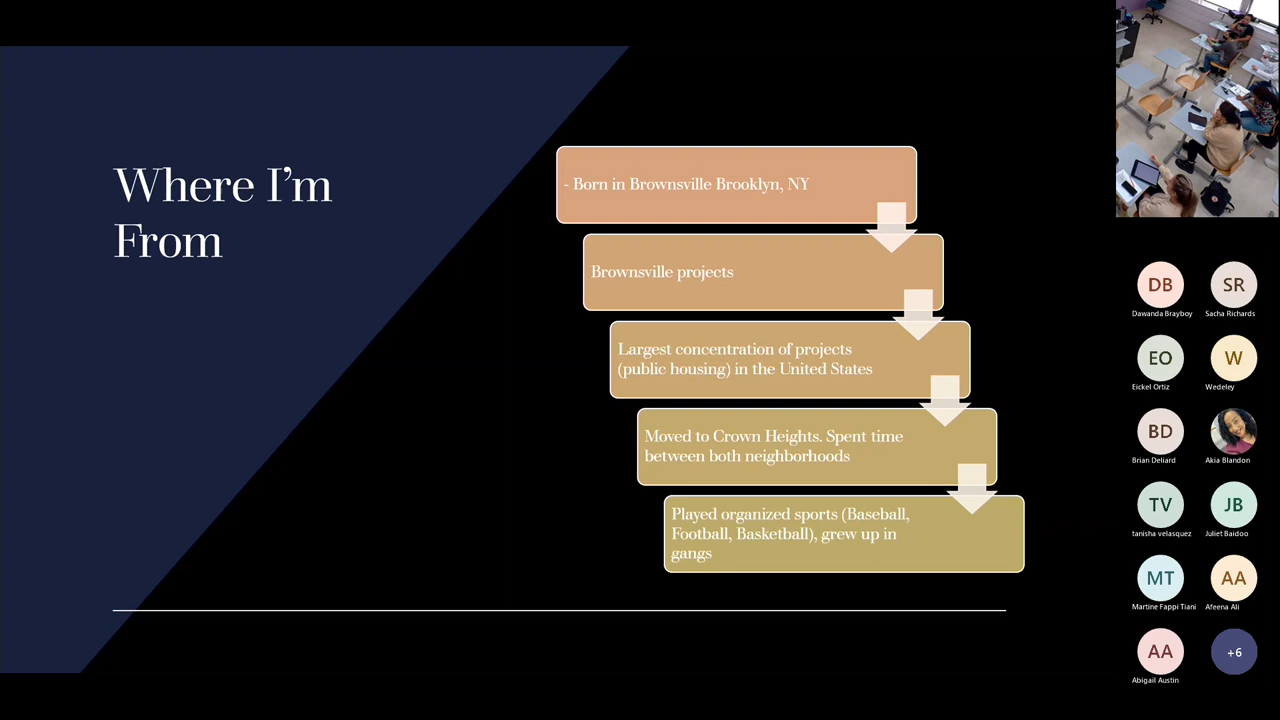 Where I'm
From
- Born in Brownsville Brooklyn, NY
Brownsville projects
Largest concentration of projects
(public housing) in the United States
Moved to Crown Heights. Spent time
between both neighborhoods
Played organized sports (Baseball,
Football, Basketball), grew up in
gangs
DB
Dawanda Brayboy
SR
Sacha Richards
EO
Eickel Ortiz
W
Wedeley
BD
Brian Deliard
Akia Blandon
TV
tanisha velasquez
JB
Juliet Baidoo
MT
Martine Fappi Tiani
AA
Afeena Ali
AA
Abigail Austin
+6